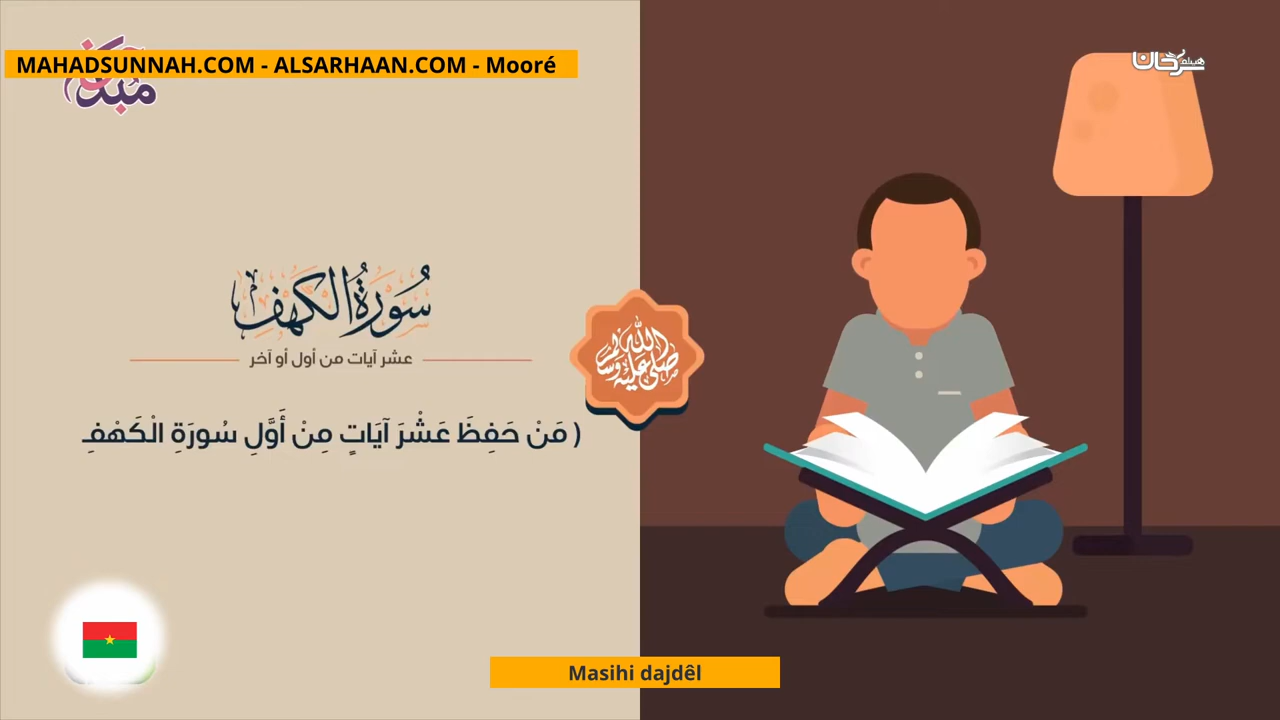 MAHADSUNNAH.COM - ALSARHAAN.COM - Mooré
سرحان
سُورَةُ الكَهْفِ
عشر آيات من أول أو آخر
صلى الله عليه وسلم
( مَنْ حَفِظَ عَشْرَ آيَاتٍ مِنْ أَوَّلِ سُورَةِ الْكَهْفِ
Masihi dajdêl